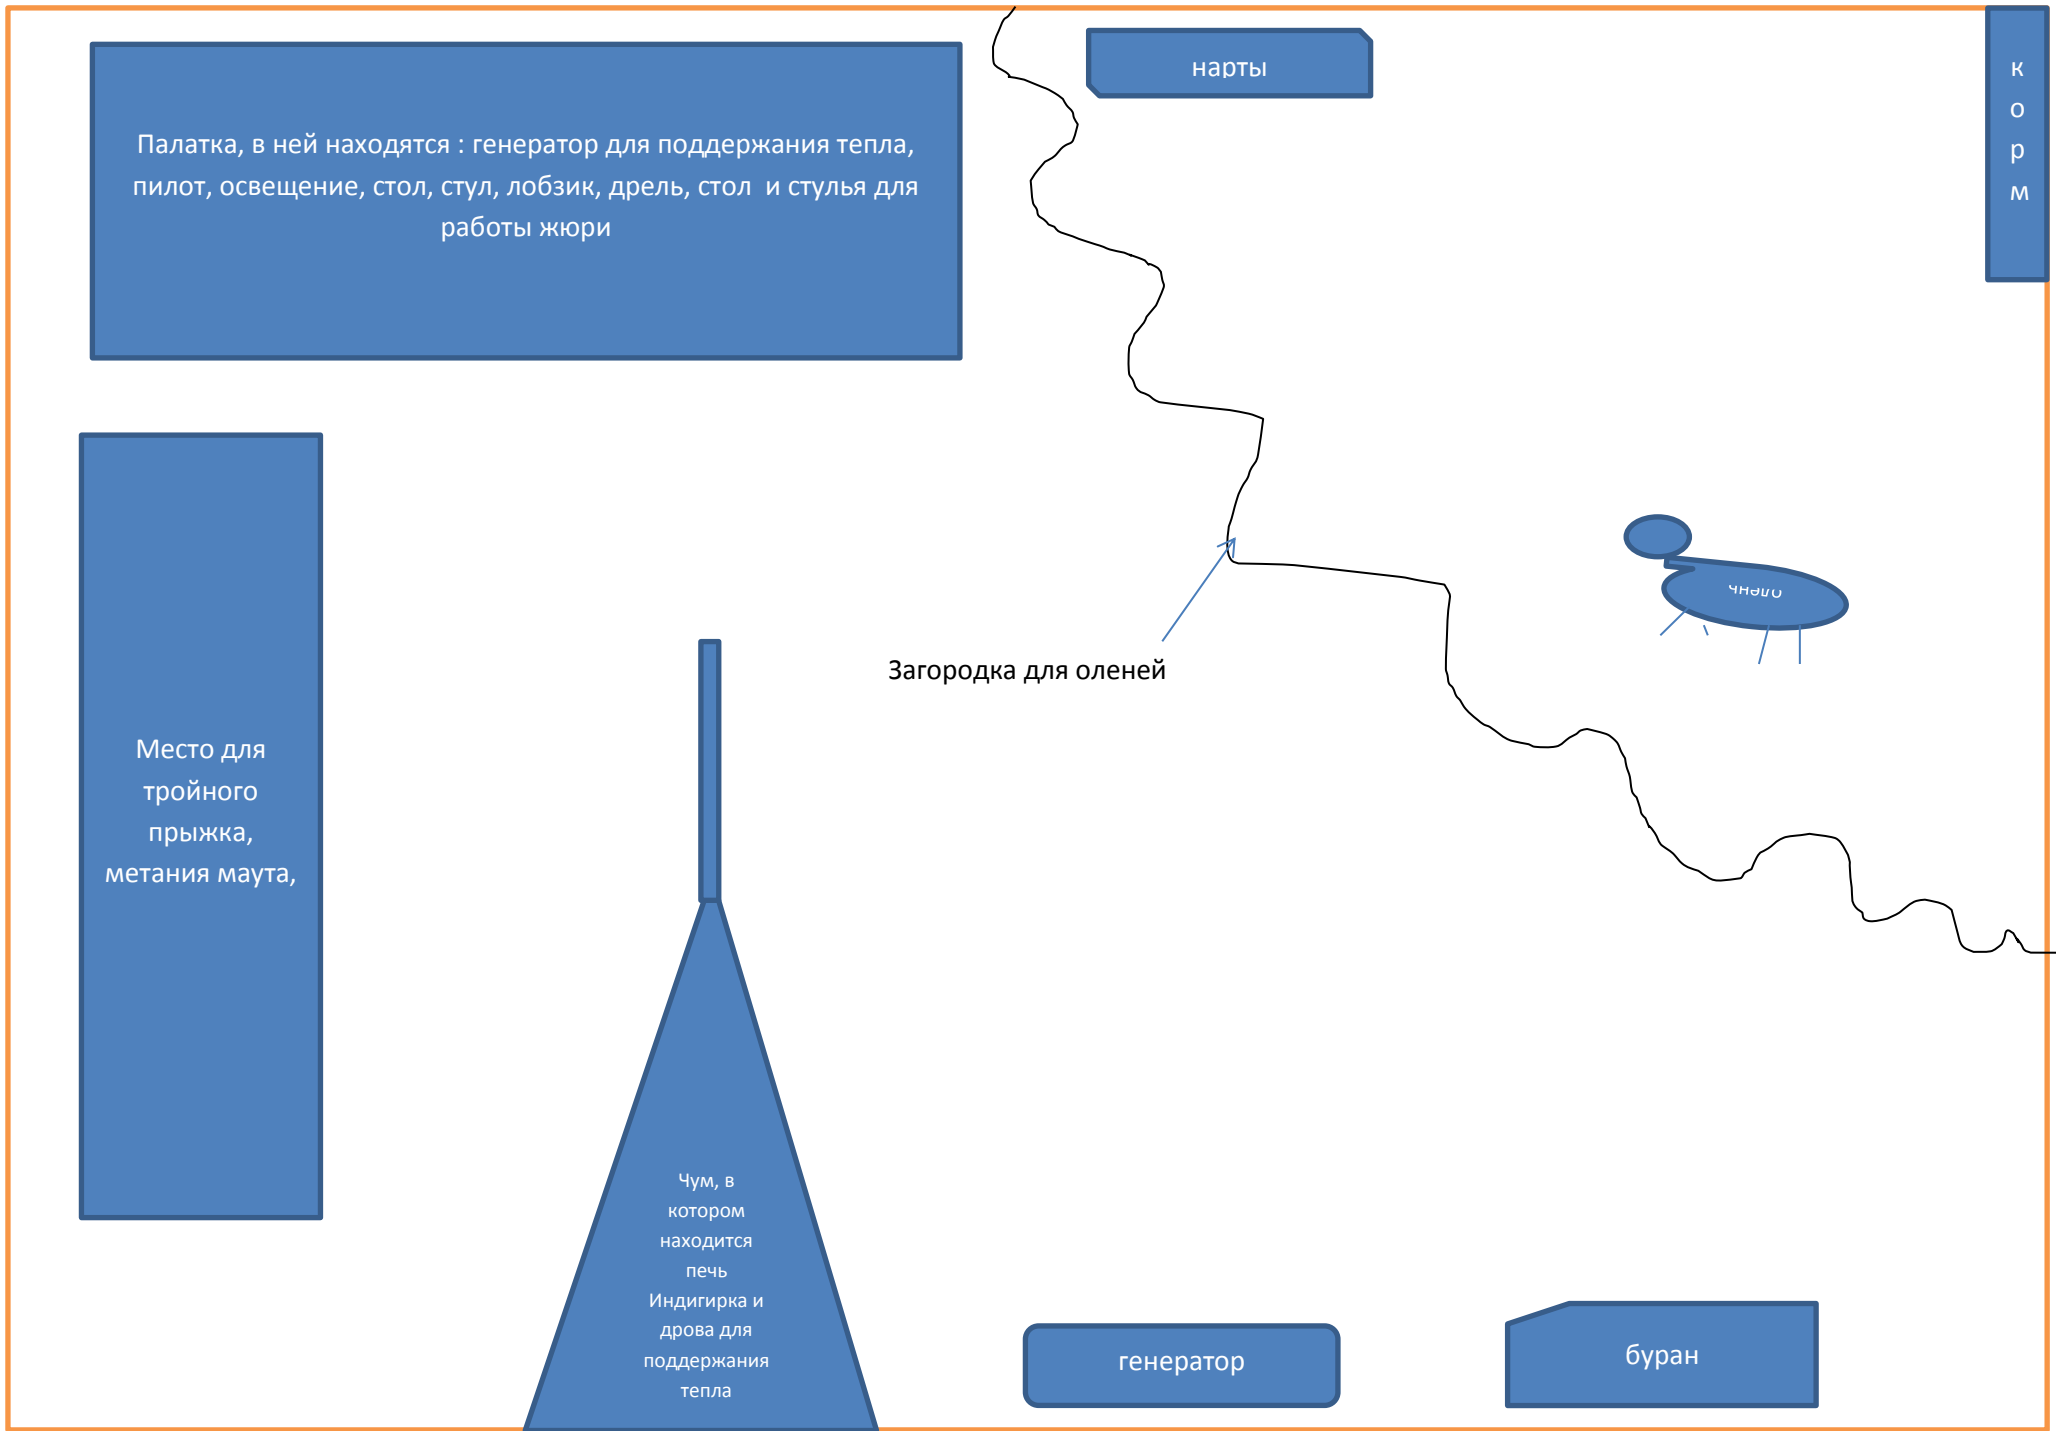 нарты
к
о
р
м
Палатка, в ней находятся : генератор для поддержания тепла,
пилот, освещение, стол, стул, лобзик, дрель, стол  и стулья для
работы жюри
олень
Загородка для оленей
Место для
тройного
прыжка,
метания маута,
Чум, в
котором
находится
печь
Индигирка и
дрова для
поддержания
тепла
генератор
буран